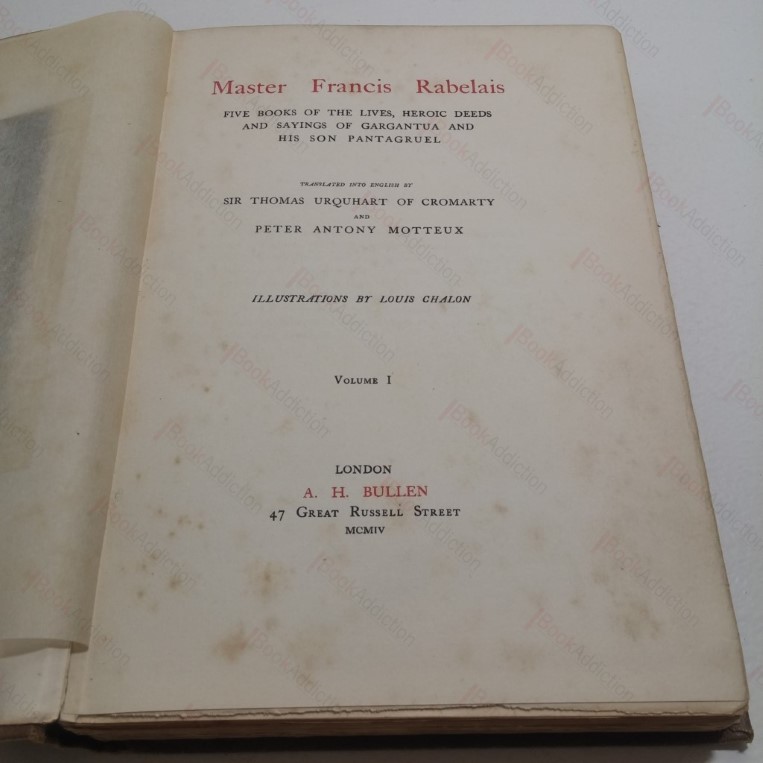 Master Francis Rabelais
FIVE BOOKS OF THE LIVES, HEROIC DEEDS
AND SAYINGS OF GARGANTUA AND
HIS SON PANTAGRUEL
TRANSLATED INTO ENGLISH BY
SIR THOMAS URQUHART OF CROMARTY
AND
PETER ANTONY MOTTEUX
ILLUSTRATIONS BY LOUIS CHALON
VOLUME I
LONDON
A. H. BULLEN
47 GREAT RUSSELL STREET
MCMIV
BookAddiction